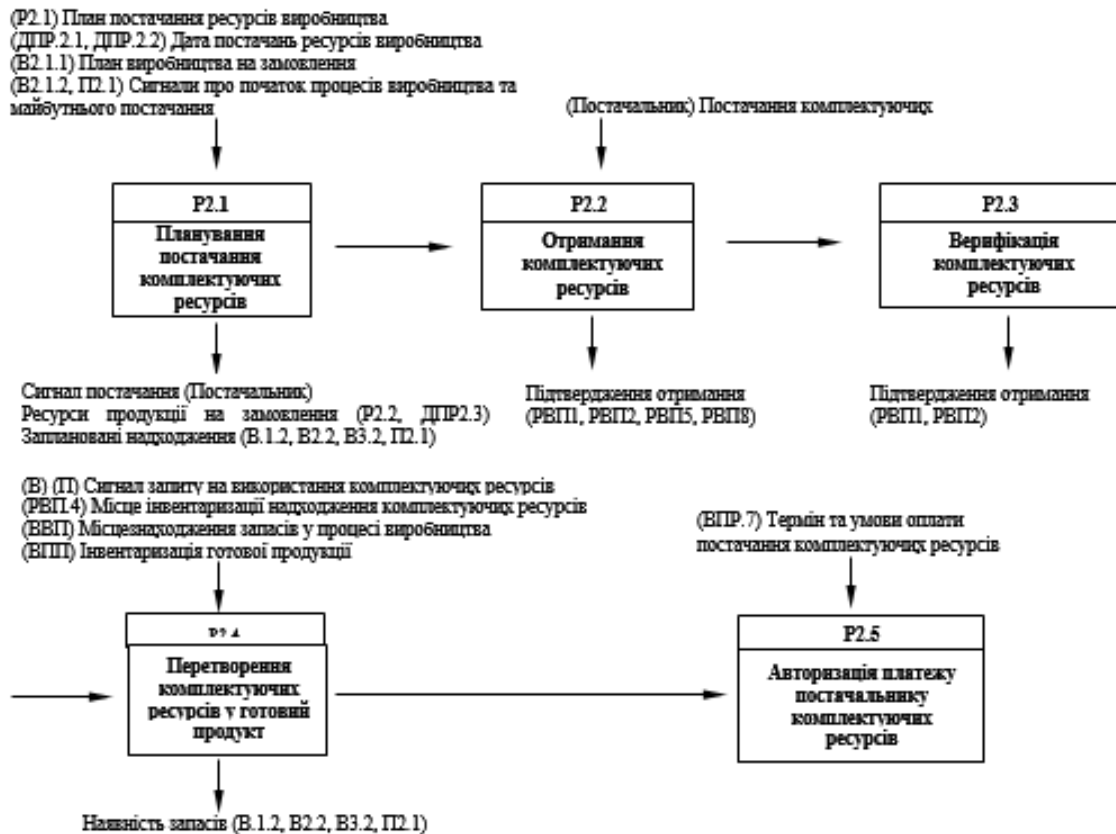 (Р2.1) План постачання ресурсів виробництва
(ДПР.2.1, ДПР.2.2) Дата постачань ресурсів виробництва
(В2.1.1) План виробництва на замовлення
(В2.1.2, П2.1) Сигнали про початок процесів виробництва та
майбутнього постачання
(Постачальник) Постачання комплектуючих
Р2.1
Планування
постачання
комплектуючих
ресурсів
Р2.2
Отримання
комплектуючих
ресурсів
Р2.3
Верифікація
комплектуючих
ресурсів
Сигнал постачання (Постачальник)
Ресурси продукції на замовлення (Р2.2, ДПР2.3)
Заплановані надходження (В.1.2, В2.2, В3.2, П2.1)
Підтвердження отримання
(РВП1, РВП2, РВП5, РВП8)
Підтвердження отримання
(РВП1, РВП2)
(В) (П) Сигнал запиту на використання комплектуючих ресурсів
(РВП.4) Місце інвентаризації надходження комплектуючих ресурсів
(ВВП) Місцезнаходження запасів у процесі виробництва
(ВПП) Інвентаризація готової продукції
(ВПР.7) Термін та умови оплати
постачання комплектуючих ресурсів
Р2.4
Перетворення
комплектуючих
ресурсів у готовий
продукт
Р2.5
Авторизація платежу
постачальнику
комплектуючих
ресурсів
Наявність запасів (В.1.2, В2.2, В3.2, П2.1)